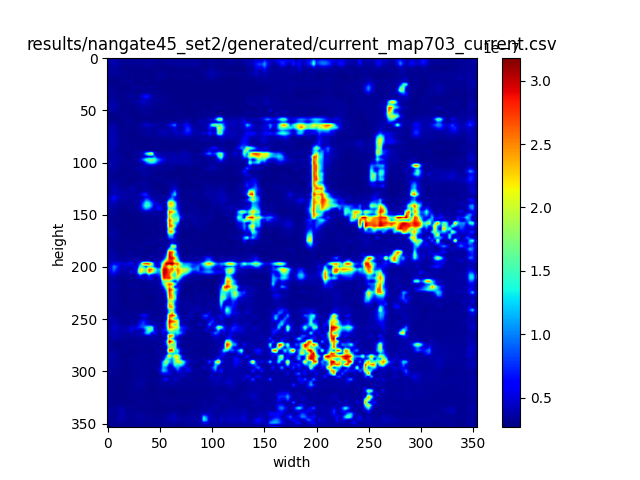 results/nangate45_set2/generated/current_map703_current.csv
1e−7
0
50
100
150
200
250
300
350
height
0 50 100 150 200 250 300 350
width
3.0
2.5
2.0
1.5
1.0
0.5